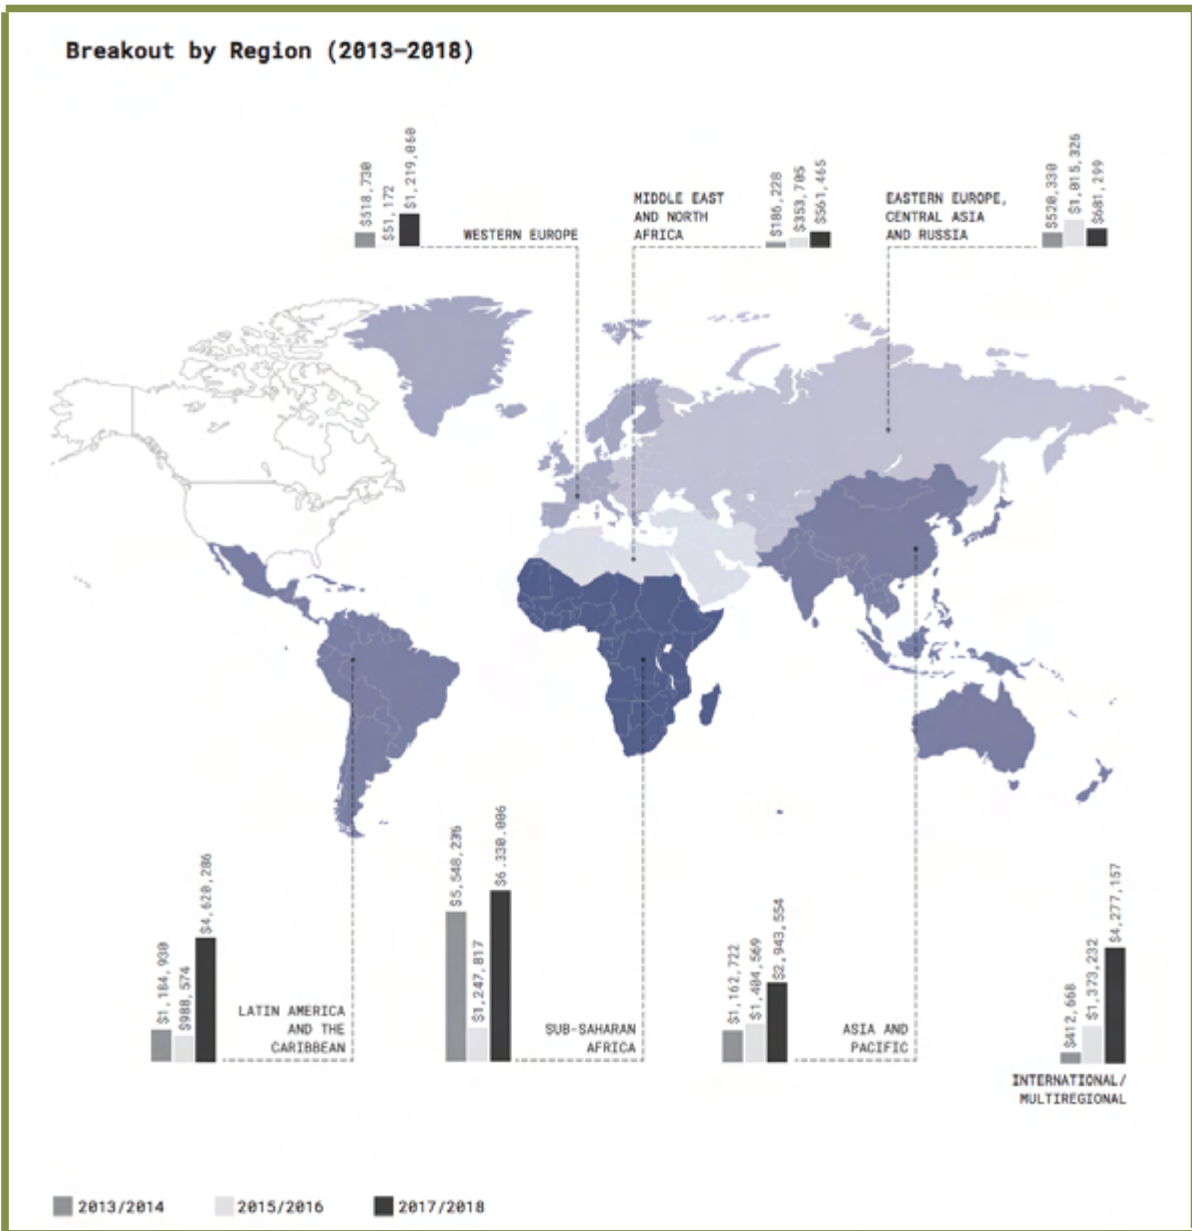 Breakout by Region (2013—2018)
$518,730
$51,172
$1,219,060
WESTERN EUROPE
MIDDLE EAST
AND NORTH
AFRICA
$186,228
$353,705
$561,465
EASTERN EUROPE,
CENTRAL ASIA
AND RUSSIA
$520,330
$1,015,326
$681,299
$1,184,930
$988,574
$4,620,286
LATIN AMERICA
AND THE
CARIBBEAN
$5,548,236
$1,247,817
$6.330.006
SUB-SAHARAN
AFRICA
$1,162,722
$1,404,569
$2,943,554
ASIA AND
PACIFIC
$412,668
$1,373,232
$4,277,157
INTERNATIONAL/
MULTIREGIONAL
2013/2014
2015/2016
2017/2018